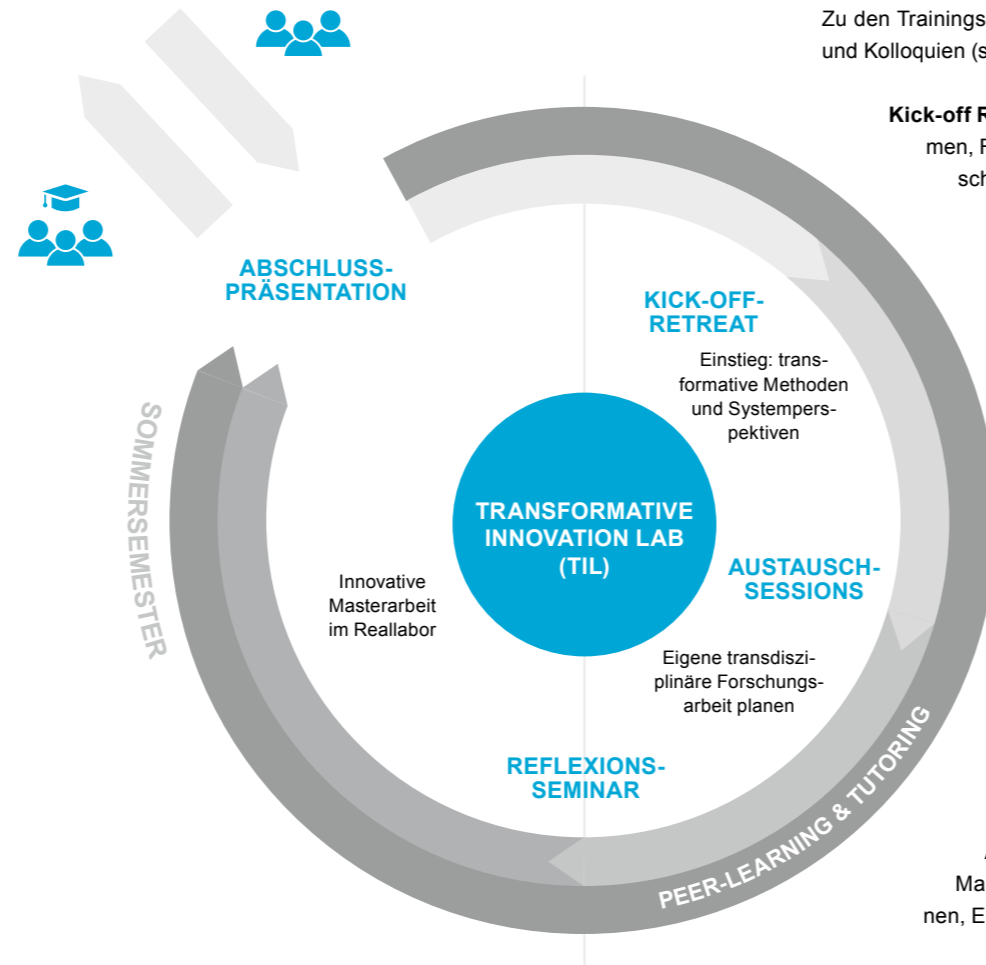 Zu den Trainings
und Kolloquien (s
Kick-off R
men, F
sch
ABSCHLUSS-
PRÄSENTATION
KICK-OFF-
RETREAT
Einstieg: trans-
formative Methoden
und Systempers-
pektiven
SOMMERSEMESTER
TRANSFORMATIVE
INNOVATION LAB
(TIL)
AUSTAUSCH-
SESSIONS
Innovative
Masterarbeit
im Reallabor
Eigene transdiszi-
plinäre Forschungs-
arbeit planen
REFLEXIONS-
SEMINAR
PEER-LEARNING & TUTORING
Ma
nen, E